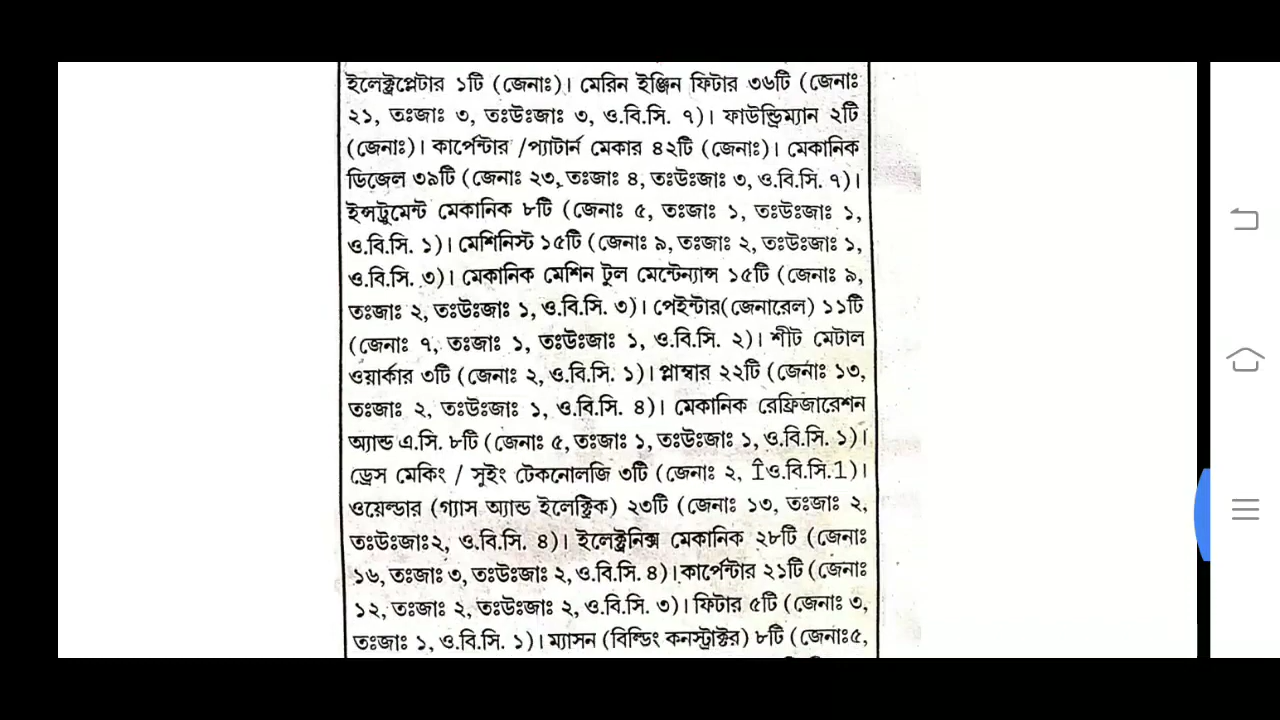 ইলেক্ট্রপ্লেটার ১টি (জেনাঃ)। মেরিন ইঞ্জিন ফিটার ৩৬টি (জেনাঃ
২১, তঃজাঃ ৩, তঃউঃজাঃ ৩, ও.বি.সি. ৭)। ফাউন্ড্রিম্যান ২টি
(জেনাঃ)। কার্পেন্টার /প্যাটার্ন মেকার ৪২টি (জেনাঃ)। মেকানিক
ডিজেল ৩৯টি (জেনাঃ ২৩, তঃজাঃ ৪, তঃউঃজাঃ ৩, ও.বি.সি. ৭)।
ইন্সট্রুমেন্ট মেকানিক ৮টি (জেনাঃ ৫, তঃজাঃ ১, তঃউঃজাঃ ১,
ও.বি.সি. ১)। মেশিনিস্ট ১৫টি (জেনাঃ ৯, তঃজাঃ ২, তঃউঃজাঃ ১,
ও.বি.সি. ৩)। মেকানিক মেশিন টুল মেন্টেন্যান্স ১৫টি (জেনাঃ ৯,
তঃজাঃ ২, তঃউঃজাঃ ১, ও.বি.সি. ৩)। পেইন্টার(জেনারেল) ১১টি
(জেনাঃ ৭, তঃজাঃ ১, তঃউঃজাঃ ১, ও.বি.সি. ২)। শীট মেটাল
ওয়ার্কার ৩টি (জেনাঃ ২, ও.বি.সি. ১)। প্লাম্বার ২২টি (জেনাঃ ১৩,
তঃজাঃ ২, তঃউঃজাঃ ১, ও.বি.সি. ৪)। মেকানিক রেফ্রিজারেশন
অ্যান্ড এ.সি. ৮টি (জেনাঃ ৫, তঃজাঃ ১, তঃউঃজাঃ ১, ও.বি.সি. ১)।
ড্রেস মেকিং / সুইং টেকনোলজি ৩টি (জেনাঃ ২, ও.বি.সি.1)।
ওয়েল্ডার (গ্যাস অ্যান্ড ইলেক্ট্রিক) ২৩টি (জেনাঃ ১৩, তঃজাঃ ২,
তঃউঃজাঃ২, ও.বি.সি. ৪)। ইলেক্ট্রনিক্স মেকানিক ২৮টি (জেনাঃ
১৬, তঃজাঃ ৩, তঃউঃজাঃ ২, ও.বি.সি. ৪)। কার্পেন্টার ২১টি (জেনাঃ
১২, তঃজাঃ ২, তঃউঃজাঃ ২, ও.বি.সি. ৩)। ফিটার ৫টি (জেনাঃ ৩,
তঃজাঃ ১, ও.বি.সি. ১)। ম্যাসন (বিল্ডিং কনস্ট্রাক্টর) ৮টি (জেনাঃ৫,